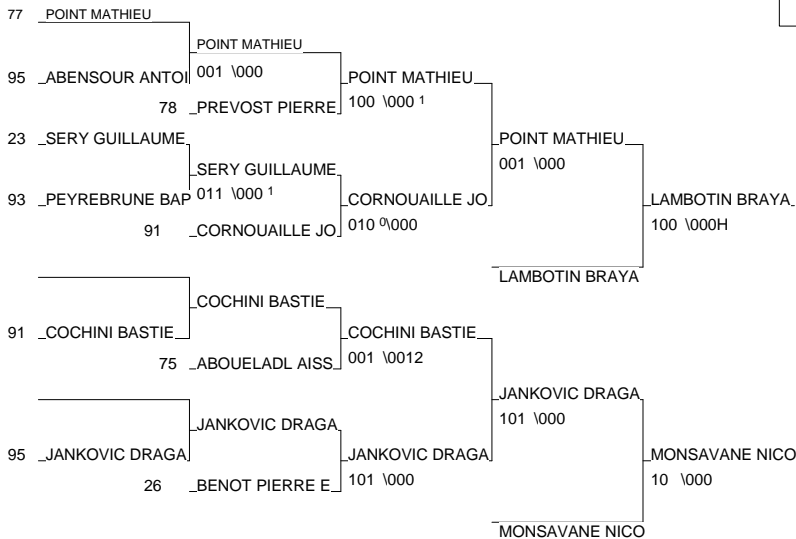 77 POINT MATHIEU
POINT MATHIEU
95 ABENSOUR ANTOI 001 \000 POINT MATHIEU
78 PREVOST PIERRE 100 \000 1
23 SERY GUILLAUME POINT MATHIEU
SERY GUILLAUME 001 \000
93 PEYREBRUNE BAP 011 \000 1 CORNOUAILLE JO LAMBOTIN BRAYA
91 CORNOUAILLE JO 010 0\000 100 \000H
LAMBOTIN BRAYA
COCHINI BASTIE
91 COCHINI BASTIE COCHINI BASTIE
75 ABOUELADL AISS 001 \0012
JANKOVIC DRAGA
JANKOVIC DRAGA 101 \000
95 JANKOVIC DRAGA JANKOVIC DRAGA MONSAVANE NICO
26 BENOT PIERRE E 101 \000 10 \000
MONSAVANE NICO